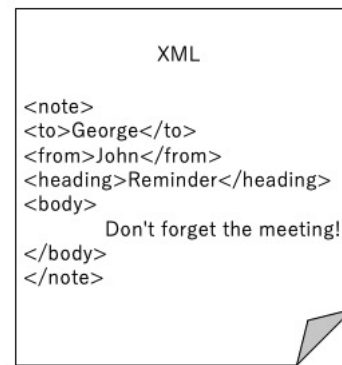 XML
<note>
<to>George</to>
<from>John</from>
<heading>Reminder</heading>
<body>
Don't forget the meeting!
</body>
</note>